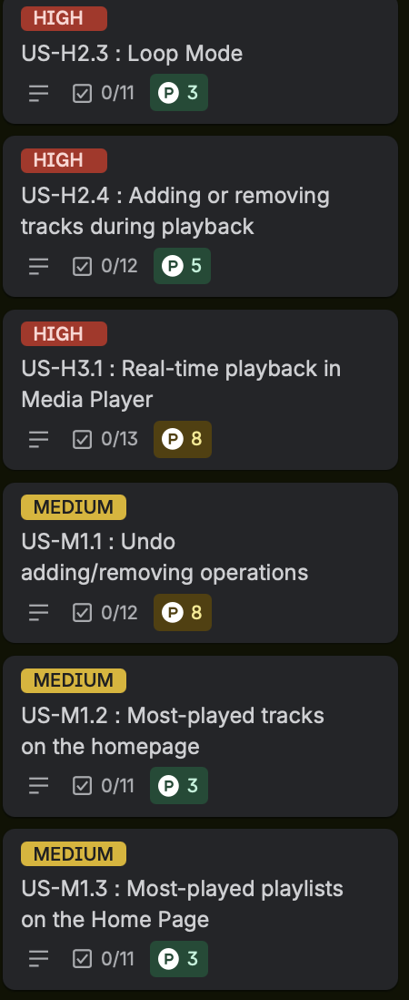 HIGH
US-H2.3 : Loop Mode
0/11 P 3
HIGH
US-H2.4 : Adding or removing
tracks during playback
0/12 P 5
HIGH
US-H3.1 : Real-time playback in
Media Player
0/13 P 8
MEDIUM
US-M1.1 : Undo
adding/removing operations
0/12 P 8
MEDIUM
US-M1.2 : Most-played tracks
on the homepage
0/11 P 3
MEDIUM
US-M1.3 : Most-played playlists
on the Home Page
0/11 P 3